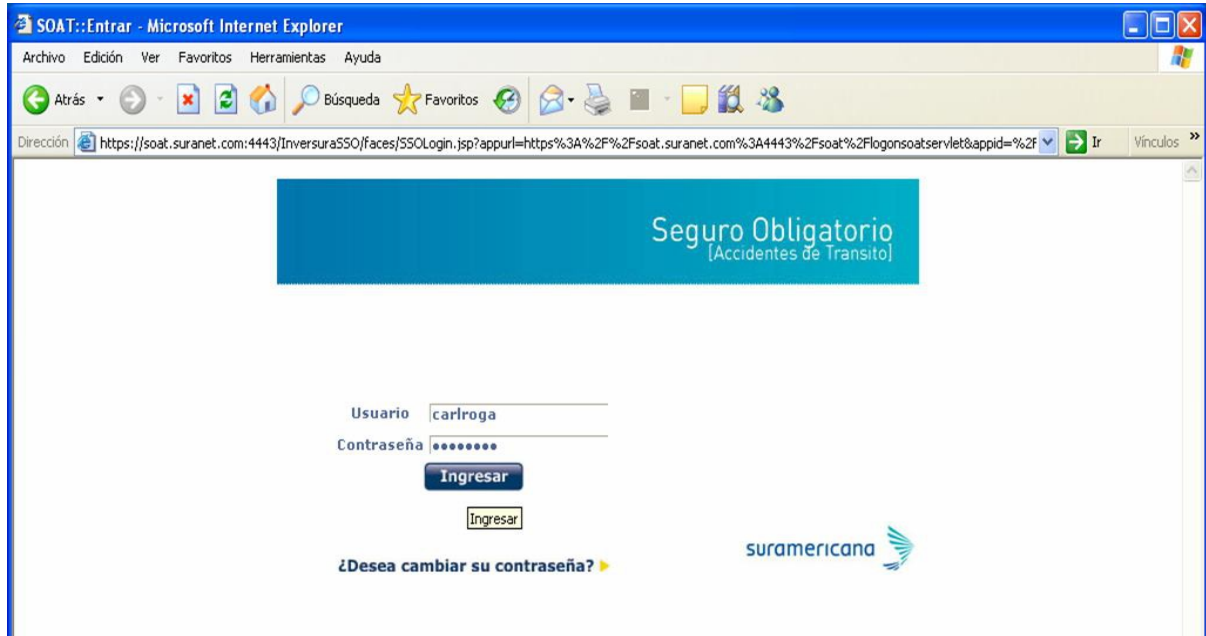 SOAT::Entrar - Microsoft Internet Explorer
Archivo Edición Ver Favoritos Herramientas Ayuda
Atrás Búsqueda Favoritos
Dirección https://soat.suranet.com:4443/InversuraSSO/faces/SSOLogin.jsp?appurl=https%3A%2F%2Fsoat.suranet.com%3A4443%2Fsoat%2Flogonsoatservlet&appid=%2F Ir Vínculos »
Seguro Obligatorio
[Accidentes de Transito]
Usuario carlroga
Contraseña ••••••••
Ingresar
Ingresar
suramericana
¿Desea cambiar su contraseña?